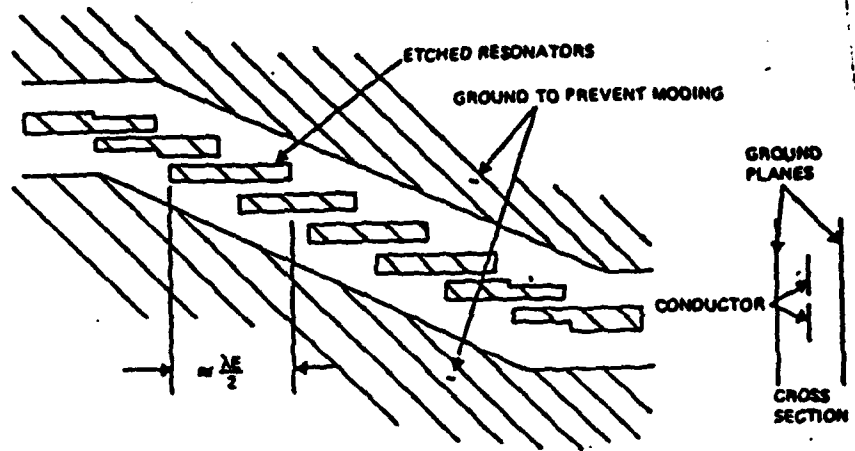 ETCHED RESONATORS
GROUND TO PREVENT MODING
GROUND
PLANES
CONDUCTOR
≈ λE
2
CROSS
SECTION